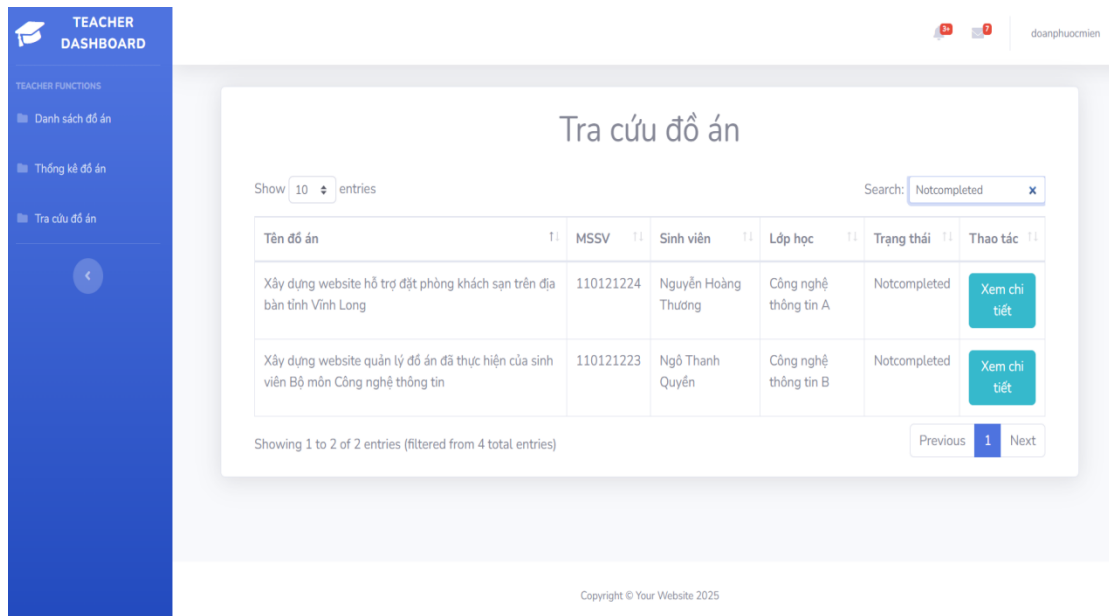 TEACHER
DASHBOARD
3+
7
doanphuocmien
TEACHER FUNCTIONS
Danh sách đồ án
Thống kê đồ án
Tra cứu đồ án
Tra cứu đồ án
Show 10 entries
Search: Notcompleted x
Tên đồ án MSSV Sinh viên Lớp học Trạng thái Thao tác
Xây dựng website hỗ trợ đặt phòng khách sạn trên địa 110121224 Nguyễn Hoàng Công nghệ Notcompleted Xem chi
bàn tỉnh Vĩnh Long Thương thông tin A tiết
Xây dựng website quản lý đồ án đã thực hiện của sinh 110121223 Ngô Thanh Công nghệ Notcompleted Xem chi
viên Bộ môn Công nghệ thông tin Quyền thông tin B tiết
Showing 1 to 2 of 2 entries (filtered from 4 total entries)
Previous 1 Next
Copyright © Your Website 2025